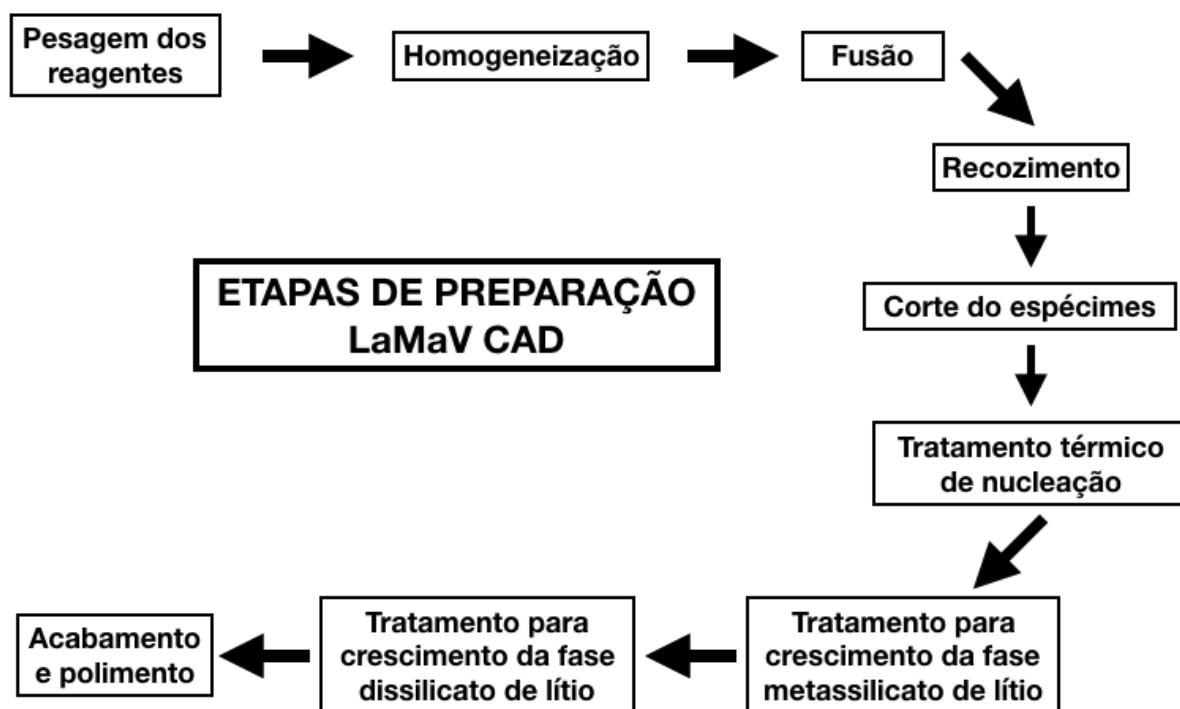 Pesagem dos
reagentes
Homogeneização
Fusão
Recozimento
ETAPAS DE PREPARAÇÃO
LaMaV CAD
Corte do espécimes
Tratamento térmico
de nucleação
Tratamento para
crescimento da fase
metassilicato de lítio
Tratamento para
crescimento da fase
dissilicato de lítio
Acabamento
e polimento